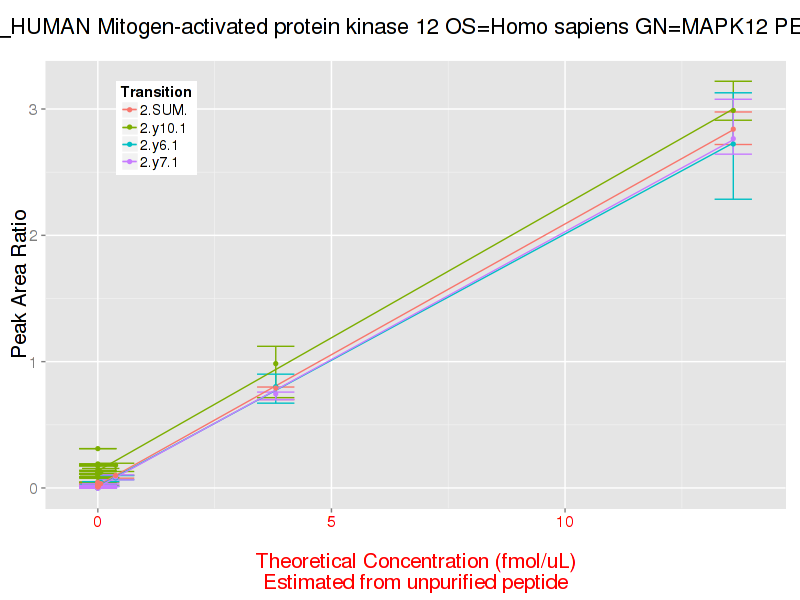 _HUMAN Mitogen-activated protein kinase 12 OS=Homo sapiens GN=MAPK12 PE
Transition
2.SUM.
2.y10.1
2.y6.1
2.y7.1
Peak Area Ratio
3
2
1
0
0 5 10
Theoretical Concentration (fmol/uL)
Estimated from unpurified peptide